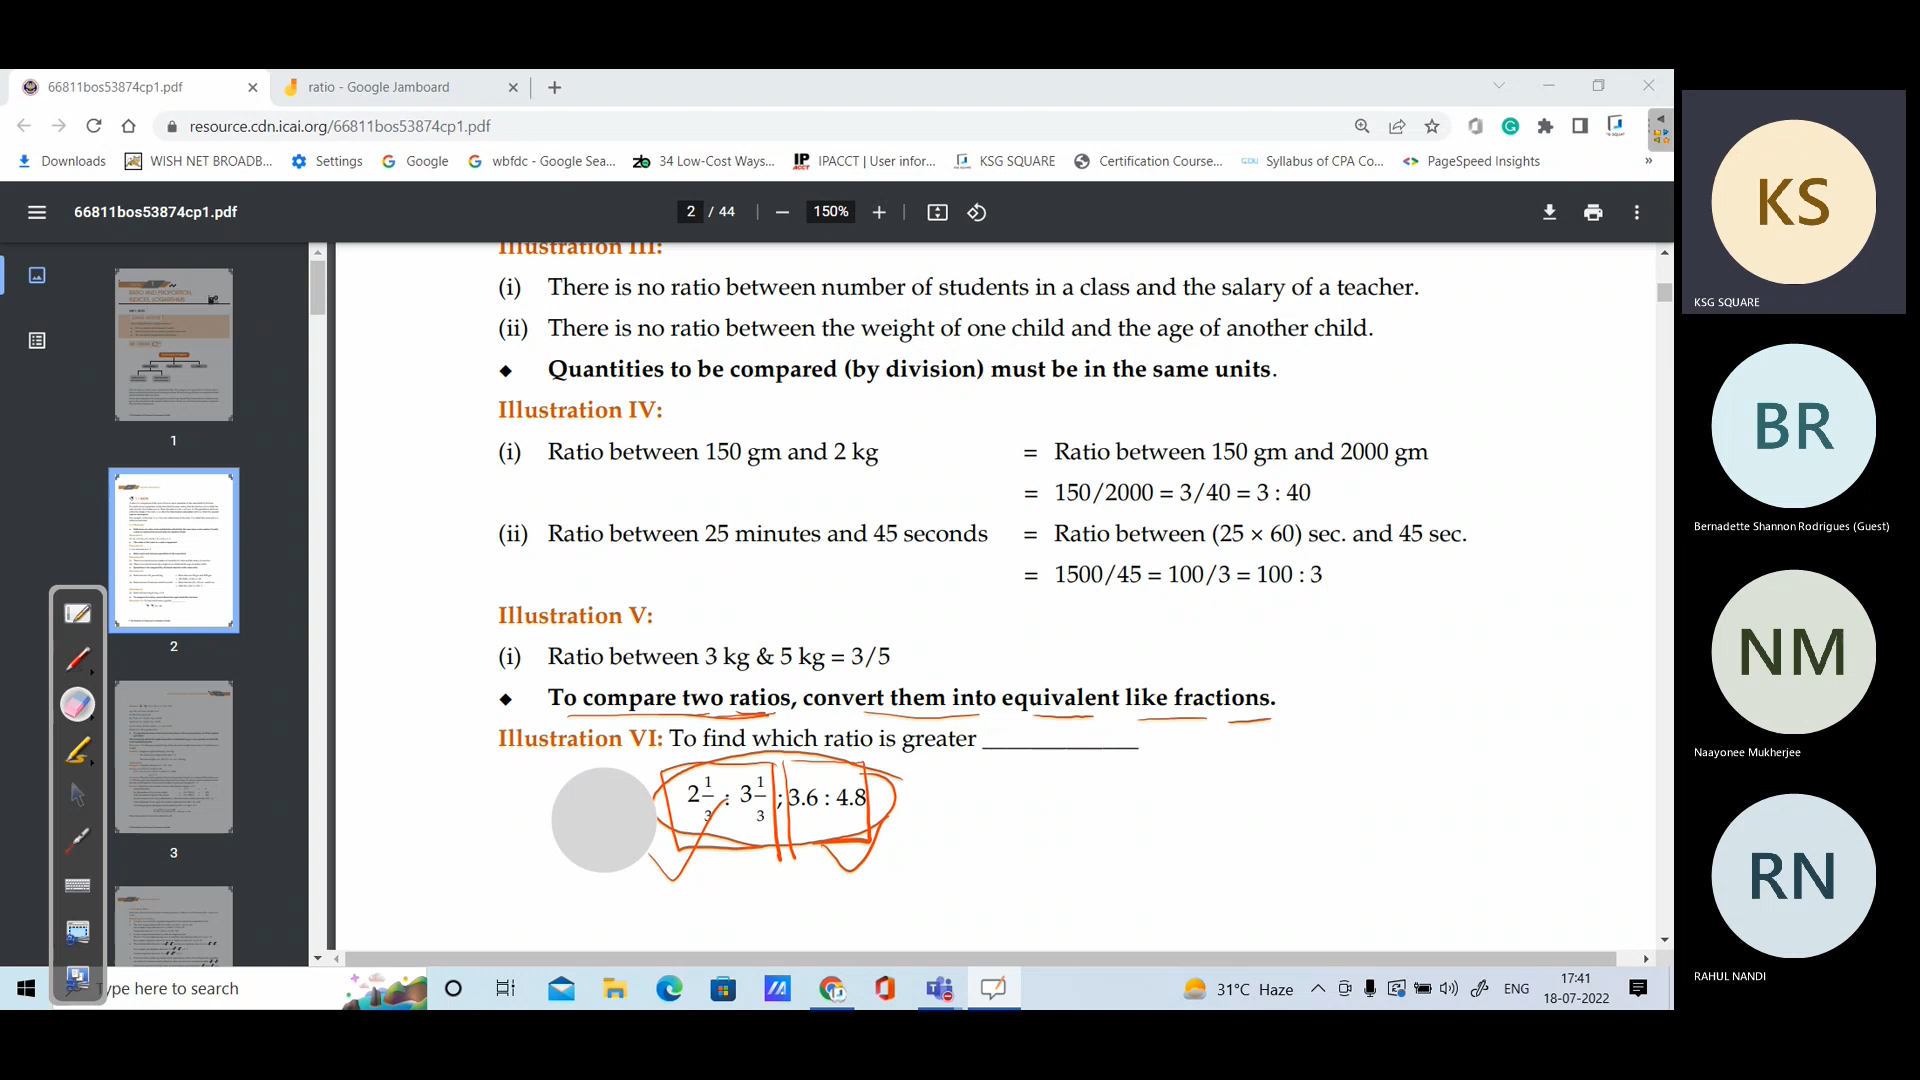 66811bos53874cp1.pdf
ratio - Google Jamboard
resource.cdn.icai.org/66811bos53874cp1.pdf
Downloads WISH NET BROADB... Settings Google wbfdc - Google Sea... 34 Low-Cost Ways... IPACCT | User infor... KSG SQUARE Certification Course... Syllabus of CPA Co... PageSpeed Insights »
66811bos53874cp1.pdf 2 / 44 150%
Illustration III:
(i) There is no ratio between number of students in a class and the salary of a teacher.
(ii) There is no ratio between the weight of one child and the age of another child.
◆ Quantities to be compared (by division) must be in the same units.
Illustration IV:
(i) Ratio between 150 gm and 2 kg = Ratio between 150 gm and 2000 gm
= 150/2000 = 3/40 = 3 : 40
(ii) Ratio between 25 minutes and 45 seconds = Ratio between (25 × 60) sec. and 45 sec.
= 1500/45 = 100/3 = 100 : 3
Illustration V:
(i) Ratio between 3 kg & 5 kg = 3/5
◆ To compare two ratios, convert them into equivalent like fractions.
Illustration VI: To find which ratio is greater ____________
2 1/3 : 3 1/3 ; 3.6 : 4.8
1
2
3
Type here to search
31°C Haze
ENG
17:41
18-07-2022
KS
KSG SQUARE
BR
Bernadette Shannon Rodrigues (Guest)
NM
Naayonee Mukherjee
RN
RAHUL NANDI